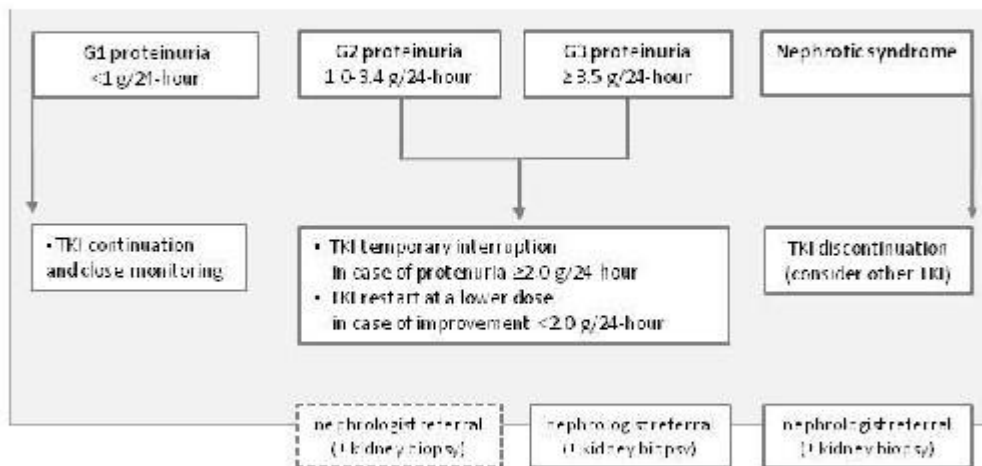 G1 proteinuria
<1 g/24-hour
G2 proteinuria
1.0-3.4 g/24-hour
G3 proteinuria
≥3.5 g/24-hour
Nephrotic syndrome
• TKI continuation
and close monitoring
• TKI temporary interruption
in case of protenuria ≥2.0 g/24-hour
• TKI restart at a lower dose
in case of improvement <2.0 g/24-hour
TKI discontinuation
(consider other TKI)
nephrologist referral
(± kidney biopsy)
nephrologist referral
(± kidney biopsy)
nephrologist referral
(± kidney biopsy)